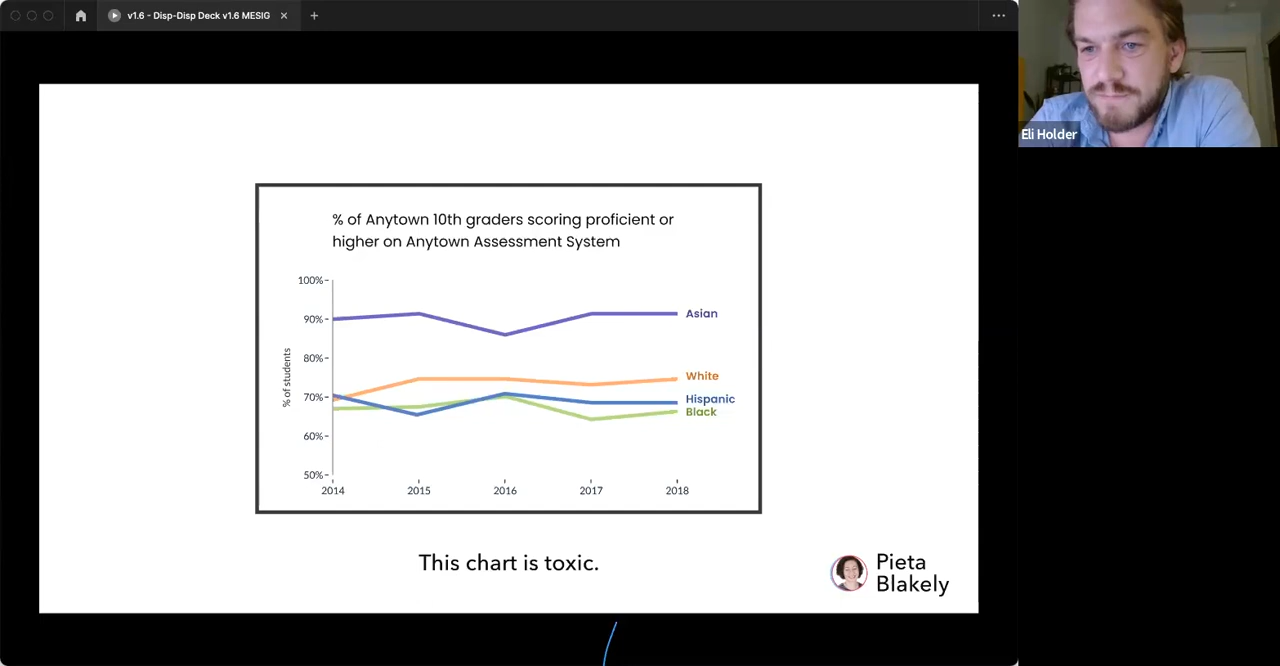 v1.6 - Disp-Disp Deck v1.6 MESIG
Eli Holder
% of Anytown 10th graders scoring proficient or
higher on Anytown Assessment System
% of students
100%
90%
80%
70%
60%
50%
2014 2015 2016 2017 2018
Asian
White
Hispanic
Black
This chart is toxic.
Pieta
Blakely